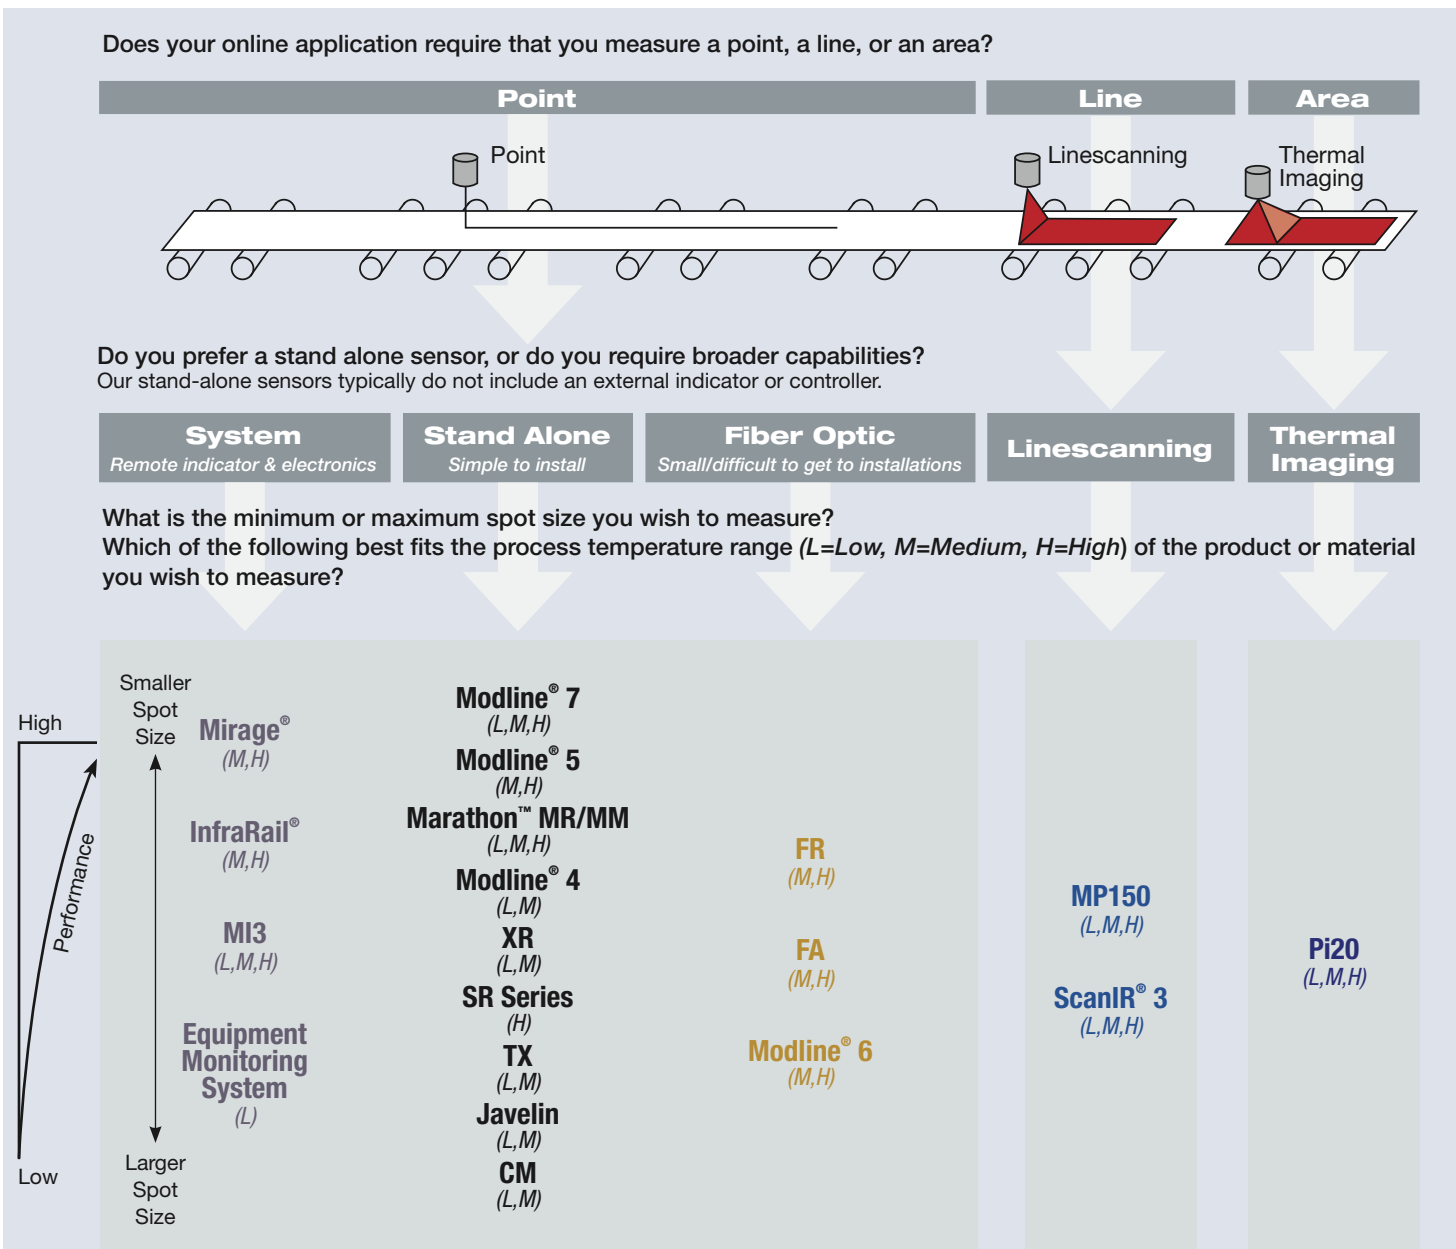 Does your online application require that you measure a point, a line, or an area?
Point
Line
Area
Point
Linescanning
Thermal
Imaging
Do you prefer a stand alone sensor, or do you require broader capabilities?
Our stand-alone sensors typically do not include an external indicator or controller.
System
Remote indicator & electronics
Stand Alone
Simple to install
Fiber Optic
Small/difficult to get to installations
Linescanning
Thermal
Imaging
What is the minimum or maximum spot size you wish to measure?
Which of the following best fits the process temperature range (L=Low, M=Medium, H=High) of the product or material
you wish to measure?
High
Performance
Low
Smaller
Spot
Size
Larger
Spot
Size
Mirage®
(M,H)
InfraRail®
(M,H)
MI3
(L,M,H)
Equipment
Monitoring
System
(L)
Modline® 7
(L,M,H)
Modline® 5
(M,H)
Marathon™ MR/MM
(L,M,H)
Modline® 4
(L,M)
XR
(L,M)
SR Series
(H)
TX
(L,M)
Javelin
(L,M)
CM
(L,M)
FR
(M,H)
FA
(M,H)
Modline® 6
(M,H)
MP150
(L,M,H)
ScanIR® 3
(L,M,H)
Pi20
(L,M,H)